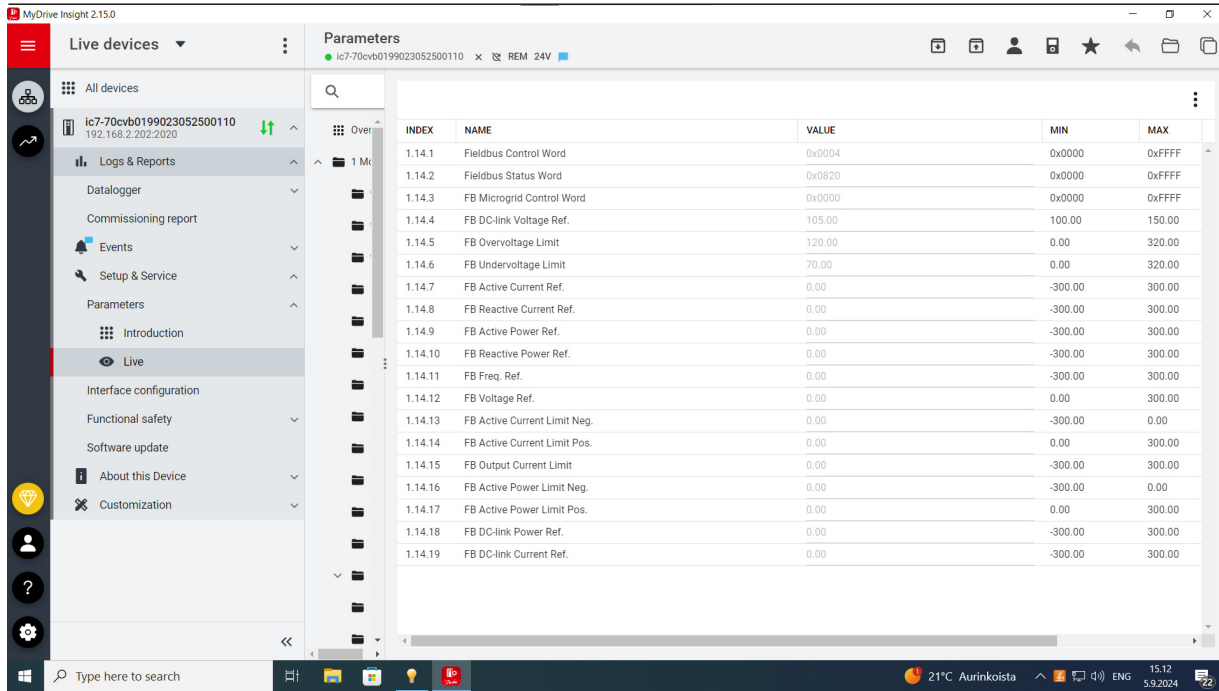 MyDrive Insight 2.15.0
Live devices
Parameters
ic7-70cvb0199023052500110 x REM 24V
All devices
ic7-70cvb0199023052500110
192.168.2.202:2020
Logs & Reports
Datalogger
Commissioning report
Events
Setup & Service
Parameters
Introduction
Live
Interface configuration
Functional safety
Software update
About this Device
Customization
Over
1 Mo
INDEX NAME VALUE MIN MAX
1.14.1 Fieldbus Control Word 0x0004 0x0000 0xFFFF
1.14.2 Fieldbus Status Word 0x0820 0x0000 0xFFFF
1.14.3 FB Microgrid Control Word 0x0000 0x0000 0xFFFF
1.14.4 FB DC-link Voltage Ref. 105.00 100.00 150.00
1.14.5 FB Overvoltage Limit 120.00 0.00 320.00
1.14.6 FB Undervoltage Limit 70.00 0.00 320.00
1.14.7 FB Active Current Ref. 0.00 -300.00 300.00
1.14.8 FB Reactive Current Ref. 0.00 -300.00 300.00
1.14.9 FB Active Power Ref. 0.00 -300.00 300.00
1.14.10 FB Reactive Power Ref. 0.00 -300.00 300.00
1.14.11 FB Freq. Ref. 0.00 -300.00 300.00
1.14.12 FB Voltage Ref. 0.00 0.00 300.00
1.14.13 FB Active Current Limit Neg. 0.00 -300.00 0.00
1.14.14 FB Active Current Limit Pos. 0.00 0.00 300.00
1.14.15 FB Output Current Limit 0.00 -300.00 300.00
1.14.16 FB Active Power Limit Neg. 0.00 -300.00 0.00
1.14.17 FB Active Power Limit Pos. 0.00 0.00 300.00
1.14.18 FB DC-link Power Ref. 0.00 -300.00 300.00
1.14.19 FB DC-link Current Ref. 0.00 -300.00 300.00
Type here to search
21°C Aurinkoista
ENG
15.12
5.9.2024
22